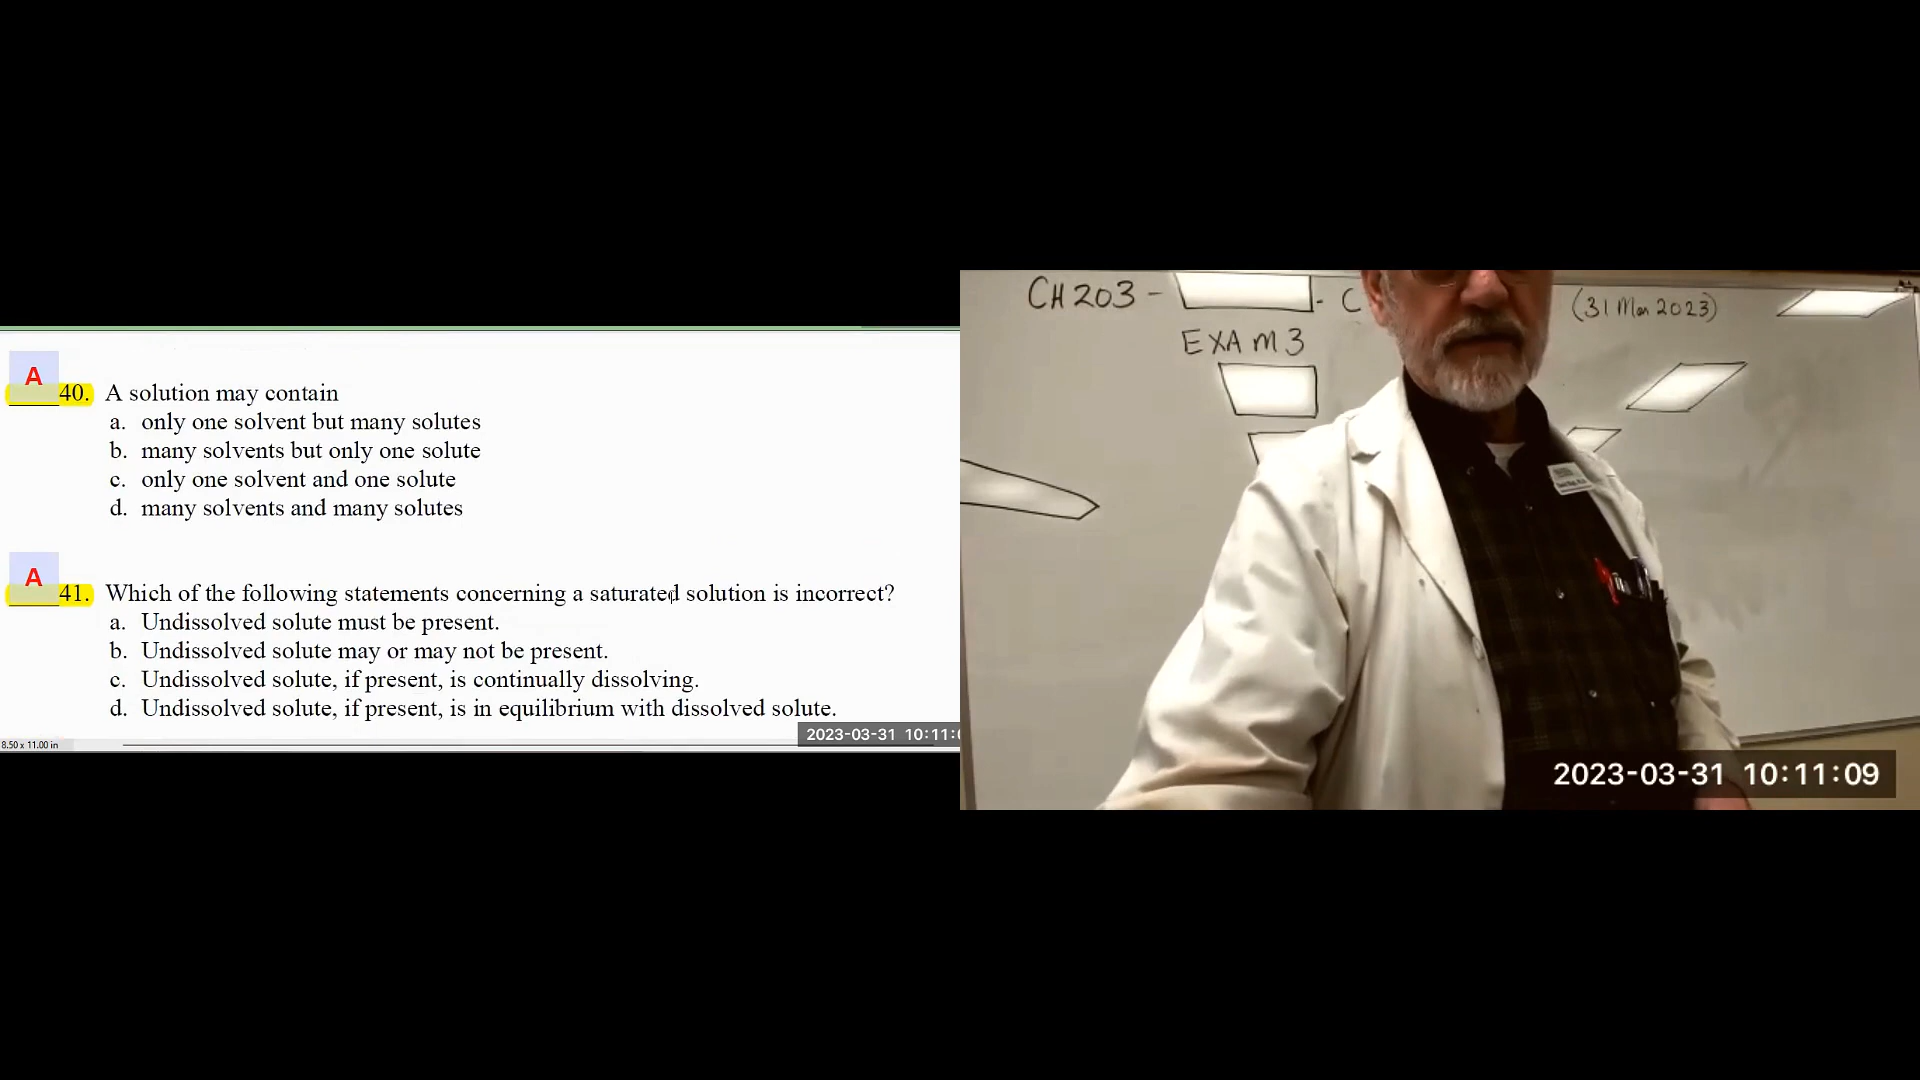 A
40. A solution may contain
a. only one solvent but many solutes
b. many solvents but only one solute
c. only one solvent and one solute
d. many solvents and many solutes
A
41. Which of the following statements concerning a saturated solution is incorrect?
a. Undissolved solute must be present.
b. Undissolved solute may or may not be present.
c. Undissolved solute, if present, is continually dissolving.
d. Undissolved solute, if present, is in equilibrium with dissolved solute.
2023-03-31 10:11:0
8.50 x 11.00 in
CH 203 - - C (31 Mar 2023)
EXAM 3
2023-03-31 10:11:09